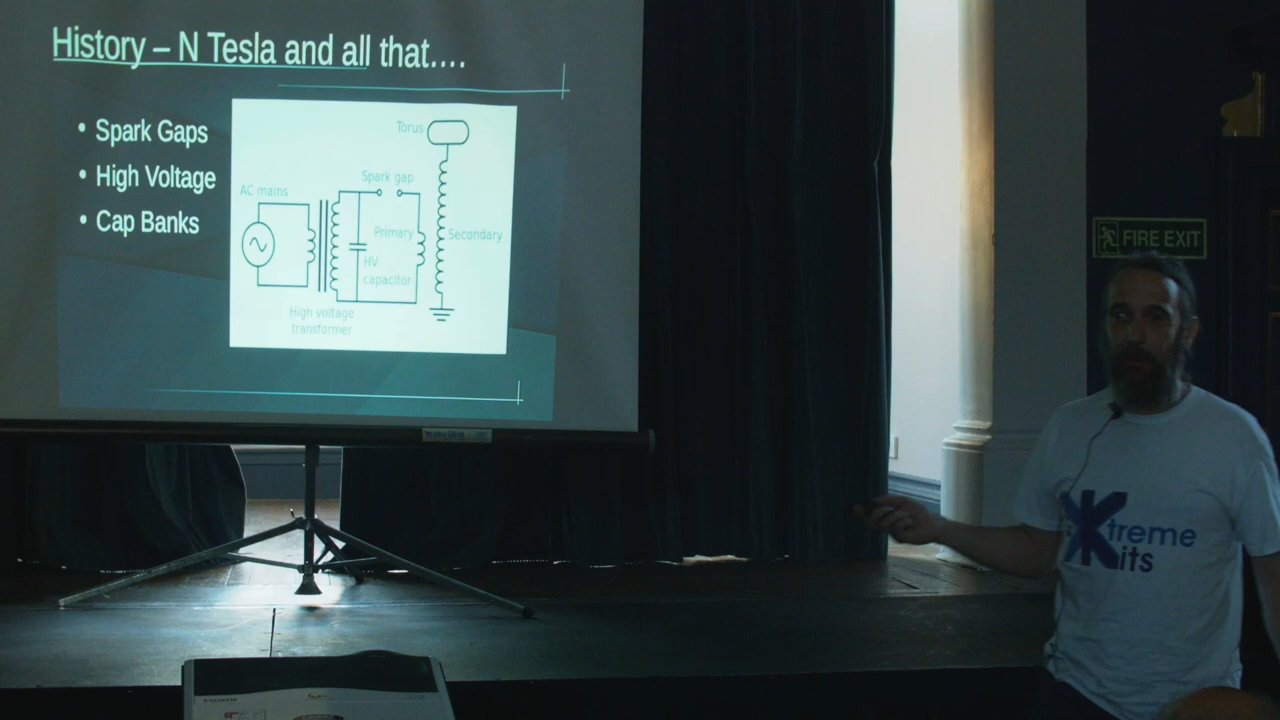 History – N Tesla and all that....
• Spark Gaps
• High Voltage
• Cap Banks
Torus
Spark gap
AC mains
Primary
Secondary
HV
capacitor
High voltage
transformer
FIRE EXIT
Xtreme
Kits